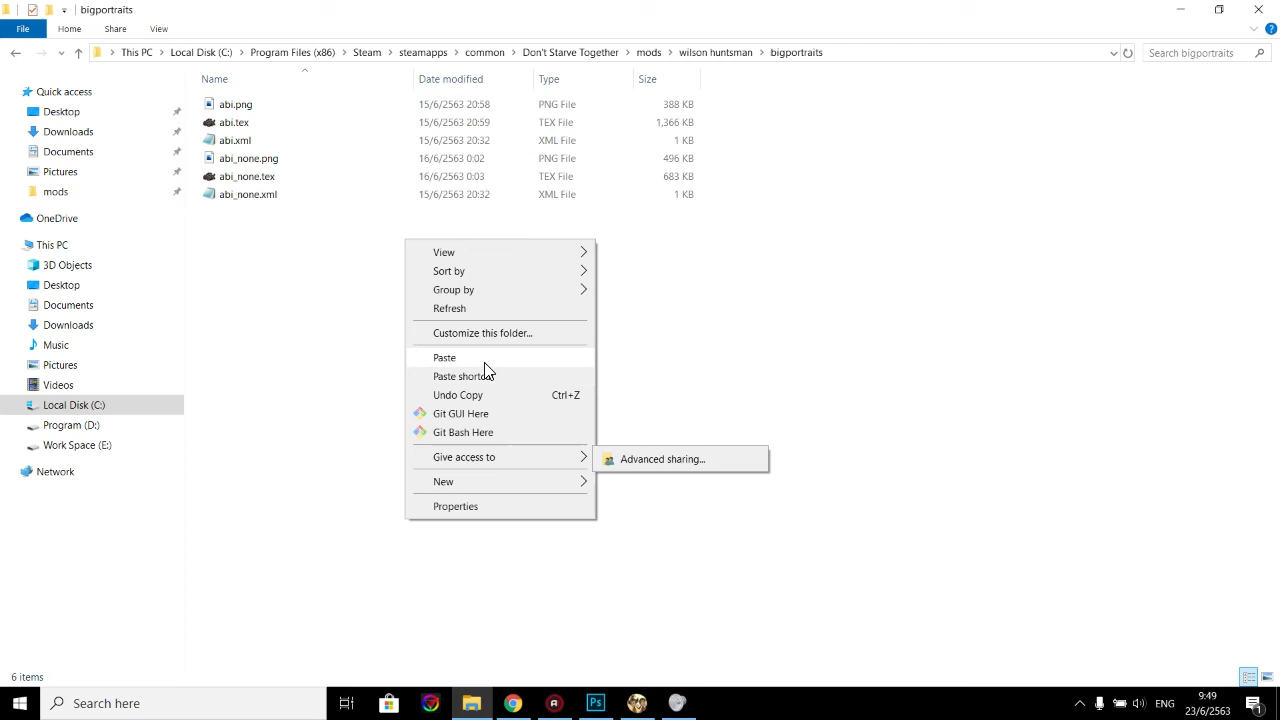 bigportraits
File Home Share View
This PC Local Disk (C:) Program Files (x86) Steam steamapps common Don't Starve Together mods wilson huntsman bigportraits
Search bigportraits
Name Date modified Type Size
Quick access
Desktop
Downloads
Documents
Pictures
mods
OneDrive
This PC
3D Objects
Desktop
Documents
Downloads
Music
Pictures
Videos
Local Disk (C:)
Program (D:)
Work Space (E:)
Network
abi.png 15/6/2563 20:58 PNG File 388 KB
abi.tex 15/6/2563 20:59 TEX File 1,366 KB
abi.xml 15/6/2563 20:32 XML File 1 KB
abi_none.png 16/6/2563 0:02 PNG File 496 KB
abi_none.tex 16/6/2563 0:03 TEX File 683 KB
abi_none.xml 15/6/2563 20:32 XML File 1 KB
View
Sort by
Group by
Refresh
Customize this folder...
Paste
Paste
Undo Copy Ctrl+Z
Git GUI Here
Git Bash Here
Give access to
Advanced sharing...
New
Properties
6 items
Search here
Ps
ENG
9:49
23/6/2563
1